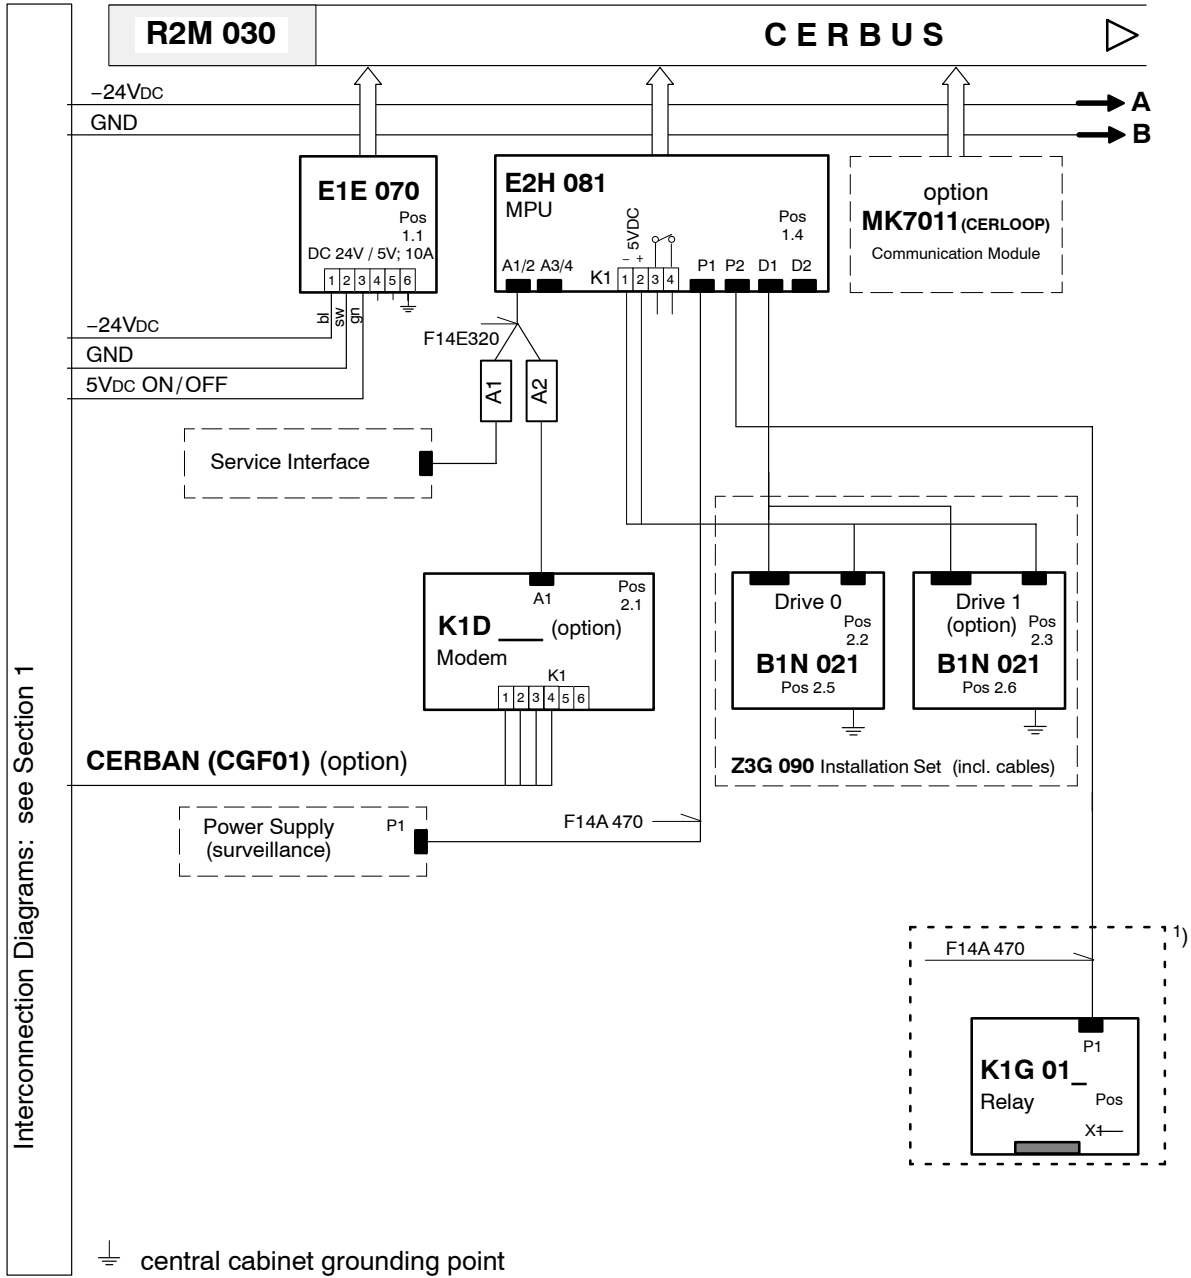 R2M 030
CERBUS
−24VDC
A
GND
B
E1E 070
Pos
1.1
DC 24V / 5V; 10A
1 2 3 4 5 6
bl
sw
gn
E2H 081
MPU
− +
5VDC
Pos
1.4
A1/2 A3/4
K1
1 2 3 4
P1 P2 D1 D2
option
MK7011 (CERLOOP)
Communication Module
−24VDC
GND
5VDC ON/OFF
F14E320
A1
A2
Service Interface
A1
Pos
2.1
K1D ___ (option)
Modem
K1
1 2 3 4 5 6
Drive 0
Pos
2.2
B1N 021
Pos 2.5
Drive 1
(option)
Pos
2.3
B1N 021
Pos 2.6
Z3G 090 Installation Set (incl. cables)
CERBAN (CGF01) (option)
Power Supply
(surveillance)
P1
F14A 470
1)
F14A 470
P1
K1G 01_
Relay
Pos
X1
Interconnection Diagrams: see Section 1
central cabinet grounding point